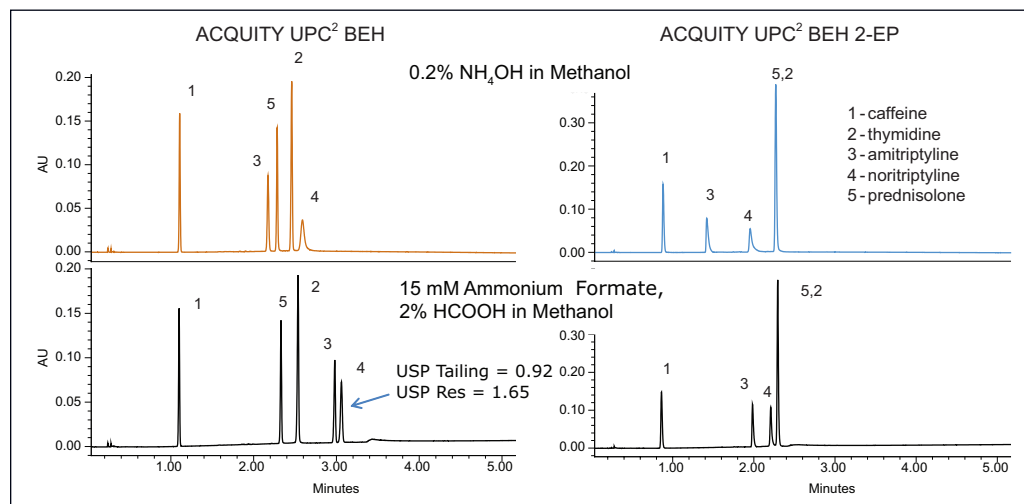 ACQUITY UPC² BEH
ACQUITY UPC² BEH 2-EP
0.2% NH₄OH in Methanol
AU
0.20
0.15
0.10
0.05
0.00
1
3
5
2
4
0.30
0.20
0.10
0.00
1
3
4
5,2
1 - caffeine
2 - thymidine
3 - amitriptyline
4 - noritriptyline
5 - prednisolone
15 mM Ammonium Formate,
2% HCOOH in Methanol
AU
0.20
0.15
0.10
0.05
0.00
1
5
2
3
4
USP Tailing = 0.92
USP Res = 1.65
1.00
2.00
3.00
4.00
5.00
Minutes
0.30
0.20
0.10
0.00
1
3
4
5,2
1.00
2.00
3.00
4.00
5.00
Minutes